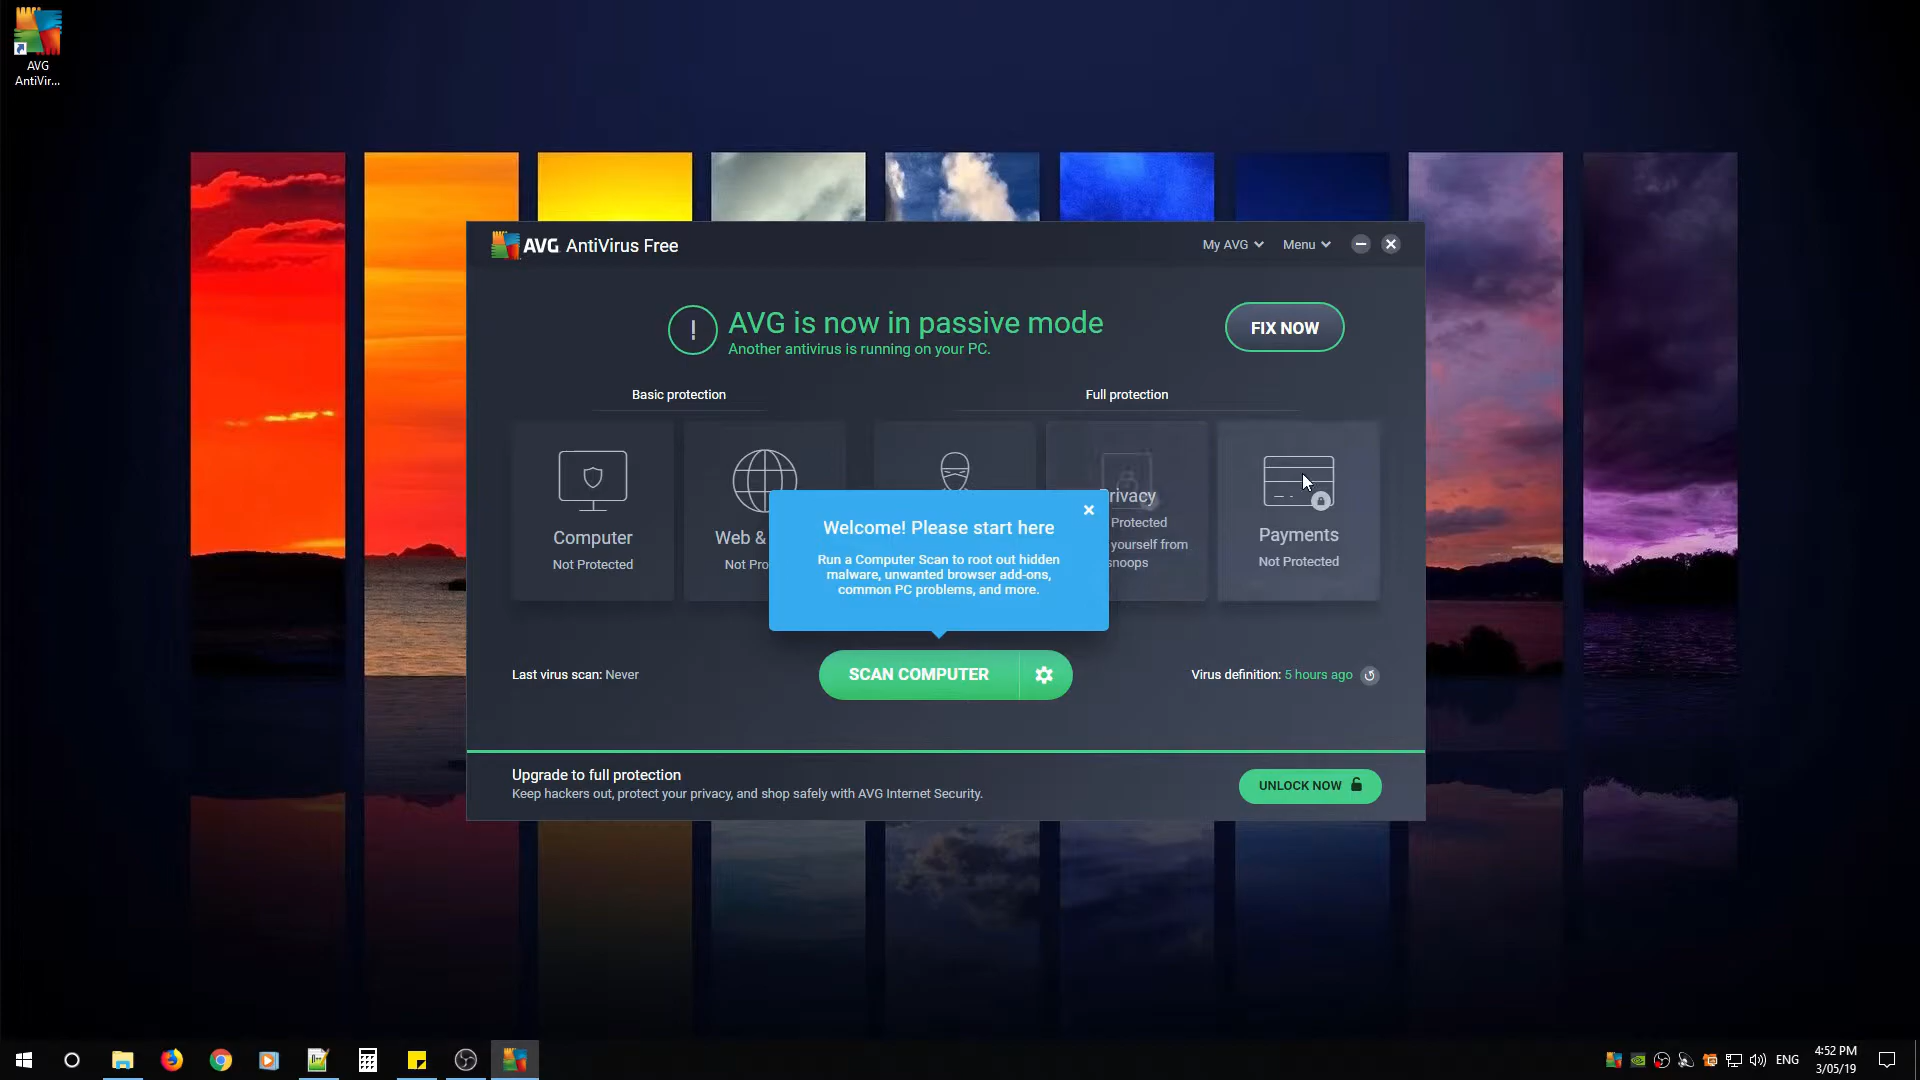 AVG
AntiVir...
AVG AntiVirus Free
My AVG
Menu
!
AVG is now in passive mode
Another antivirus is running on your PC.
FIX NOW
Basic protection
Full protection
Computer
Not Protected
Web &
Not Pro
Privacy
Protected
yourself from
snoops
Payments
Not Protected
Welcome! Please start here
Run a Computer Scan to root out hidden
malware, unwanted browser add-ons,
common PC problems, and more.
Last virus scan: Never
SCAN COMPUTER
Virus definition: 5 hours ago
Upgrade to full protection
Keep hackers out, protect your privacy, and shop safely with AVG Internet Security.
UNLOCK NOW
ENG
4:52 PM
3/05/19